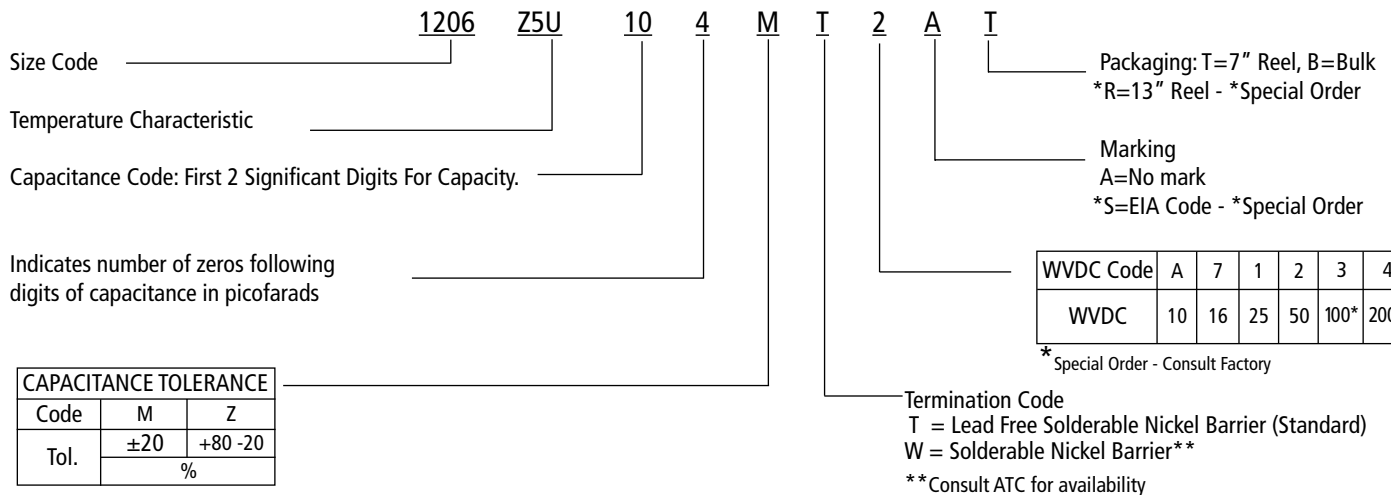 1206 Z5U 10 4 M T 2 A T
Size Code
Packaging: T=7" Reel, B=Bulk
*R=13" Reel - *Special Order
Temperature Characteristic
Marking
A=No mark
*S=EIA Code - *Special Order
Capacitance Code: First 2 Significant Digits For Capacity.
Indicates number of zeros following
digits of capacitance in picofarads
WVDC Code A 7 1 2 3 4
WVDC 10 16 25 50 100* 200
*Special Order - Consult Factory
CAPACITANCE TOLERANCE
Code M Z
Tol. ±20 +80 -20
%
Termination Code
T = Lead Free Solderable Nickel Barrier (Standard)
W = Solderable Nickel Barrier**
**Consult ATC for availability